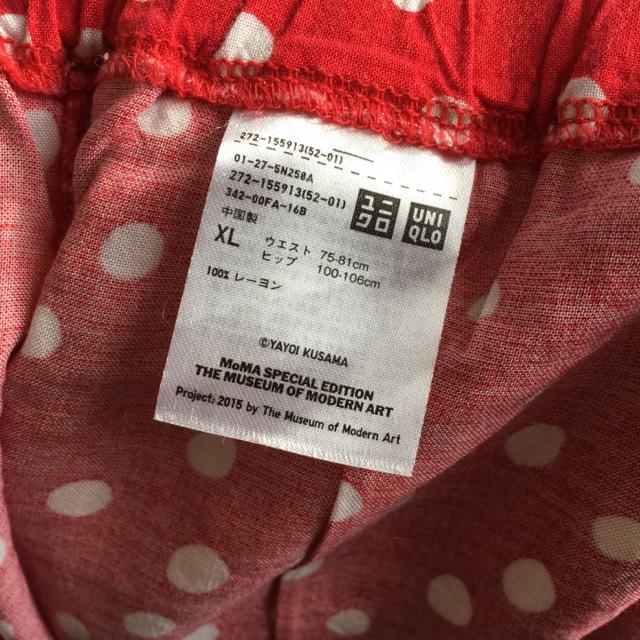 272-155913(52-01)
01-27-5N258A
272-155913(52-01)
342-00FA-16B
中国製
ユニクロ
UNIQLO
XL
ウエスト 75-81cm
ヒップ 100-106cm
100% レーヨン
©YAYOI KUSAMA
MoMA SPECIAL EDITION
THE MUSEUM OF MODERN ART
Project: 2015 by The Museum of Modern Art